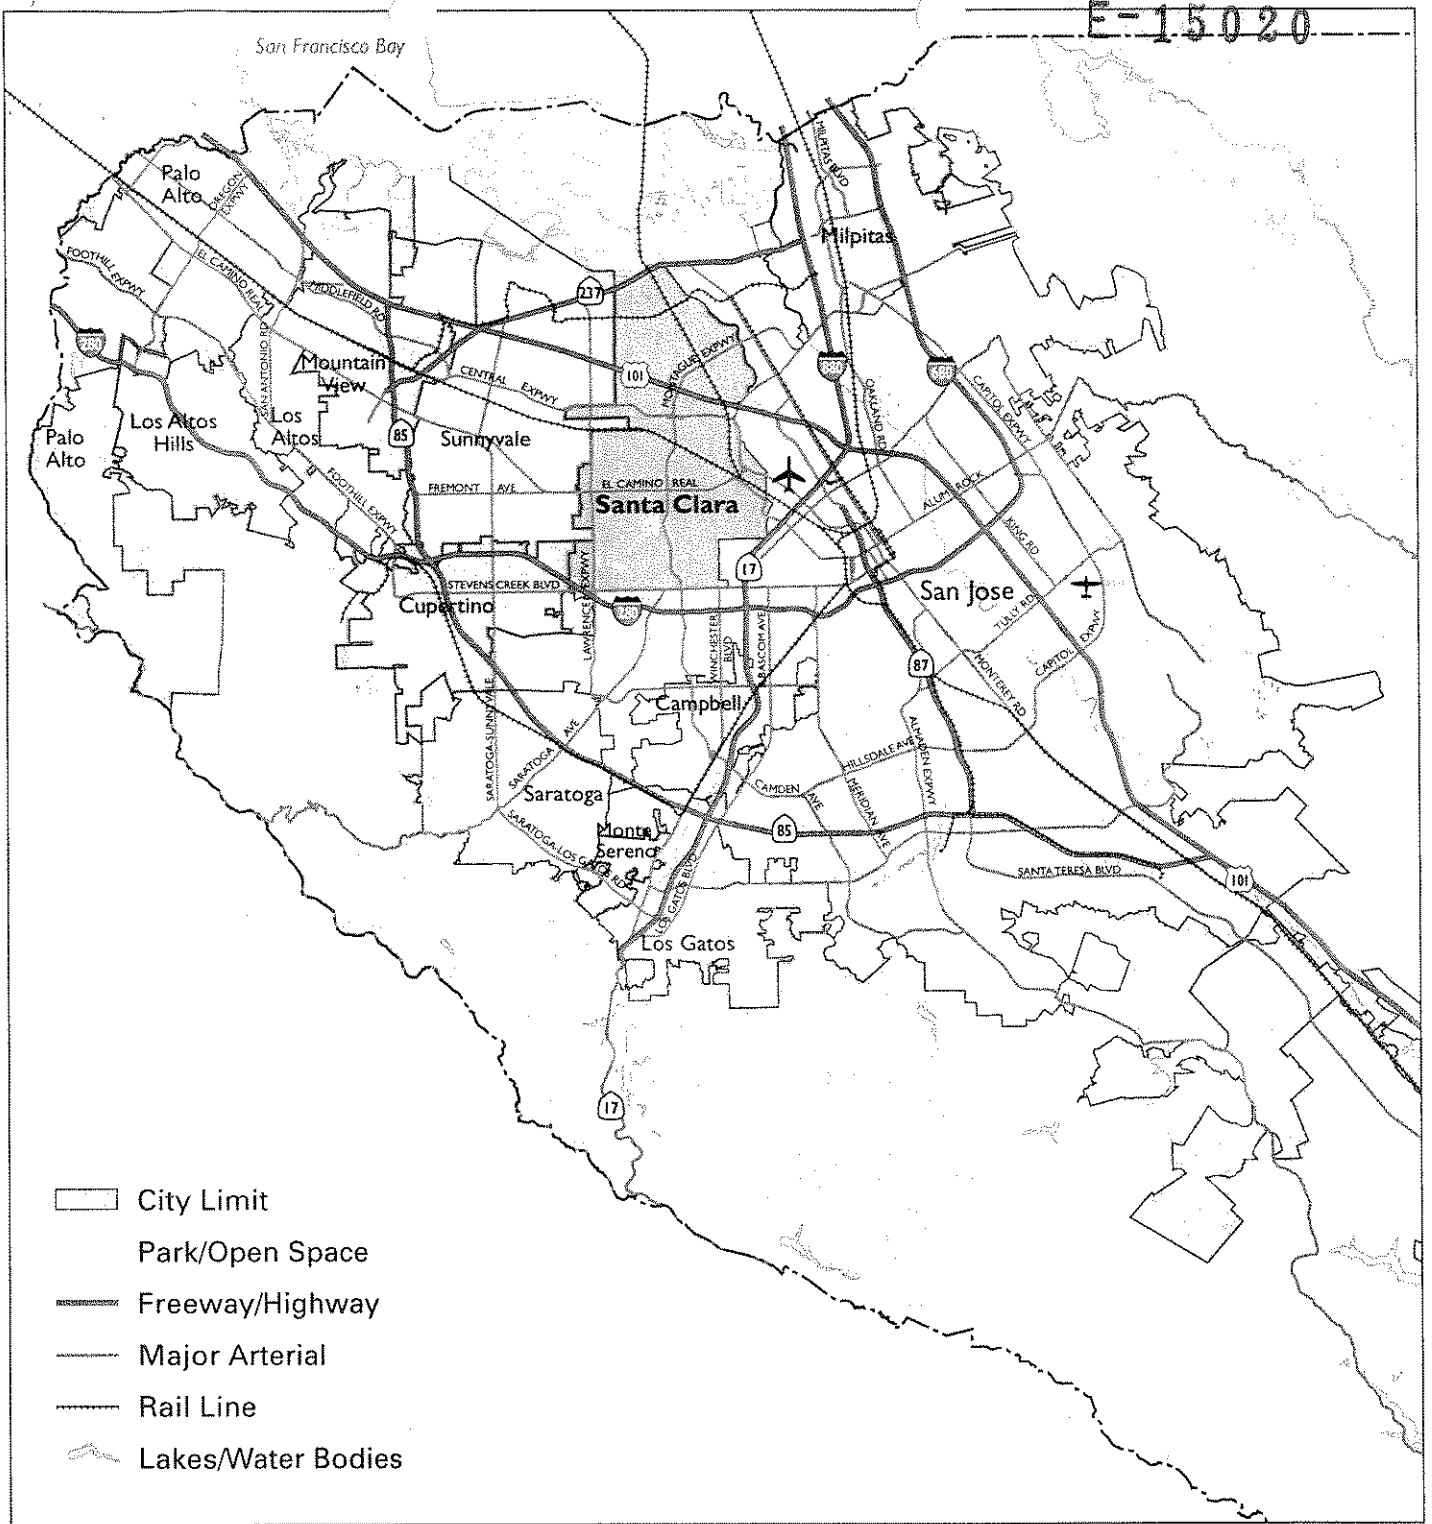 E-15020
San Francisco Bay
MILPITAS BLVD
Palo
Alto
OREGON
EXPWY
Milpitas
FOOTHILL EXPWY
EL CAMINO REAL
MIDDLEFIELD RD
237
280
SAN ANTONIO RD
Mountain
View
CENTRAL EXPWY
101
MONTAGUE EXPWY
OAKLAND RD
CAPITOL EXPWY
Palo
Alto
Los Altos
Hills
Los
Altos
85
Sunnyvale
FREMONT AVE
EL CAMINO REAL
Santa Clara
ALUM ROCK
FOOTHILL EXPWY
KING RD
17
STEVENS CREEK BLVD
Cupertino
LAWRENCE EXPWY
280
San Jose
TULLY RD
WINCHESTER
BLVD
BASCOM AVE
CAPITOL EXPWY
87
MONTEREY RD
Campbell
SARATOGA-SUNNYVALE
SARATOGA AVE
ALMADEN EXPWY
HILLSDALE AVE
CAMDEN AVE
MERIDIAN AVE
Saratoga
85
Monte
Sereno
SARATOGA-LOS GATOS RD
LOS GATOS BLVD
SANTA TERESA BLVD
101
Los Gatos
17
City Limit
Park/Open Space
Freeway/Highway
Major Arterial
Rail Line
Lakes/Water Bodies